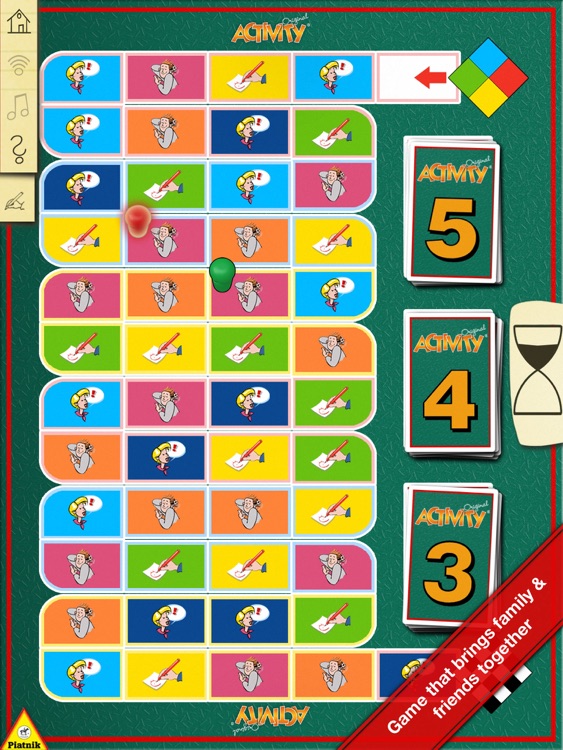 Original
ACTIVITY
Original
ACTIVITY
5
Original
ACTIVITY
4
Original
ACTIVITY
3
Game that brings family &
friends together
ACTIVITY
Original
Piatnik